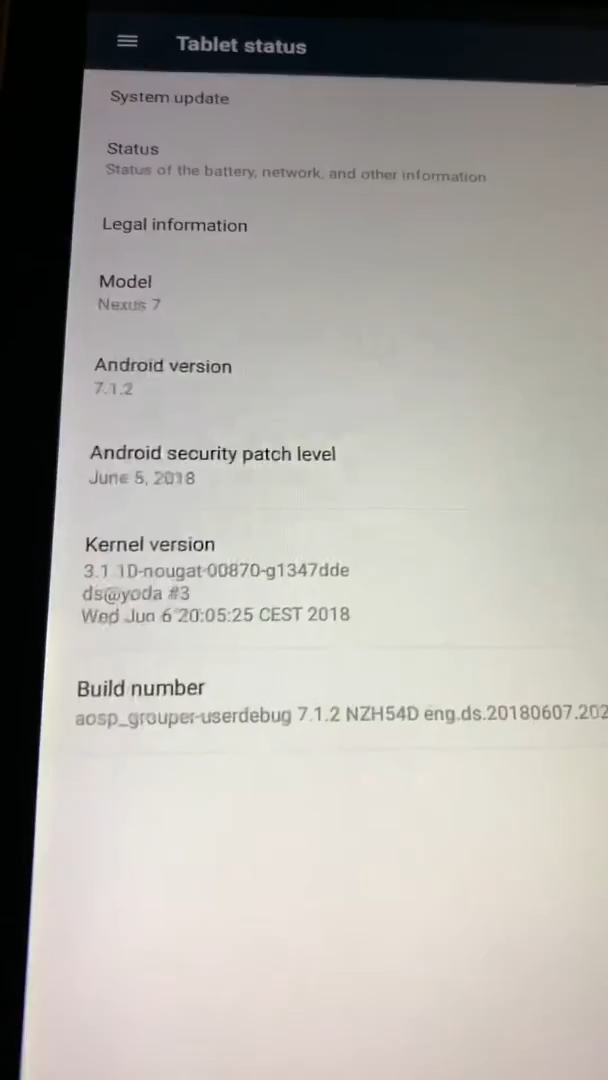 Tablet status
System update
Status
Status of the battery, network, and other information
Legal information
Model
Nexus 7
Android version
7.1.2
Android security patch level
June 5, 2018
Kernel version
3.1 1D-nougat-00870-g1347dde
ds@yoda #3
Wed Jun 6 20:05:25 CEST 2018
Build number
aosp_grouper-userdebug 7.1.2 NZH54D eng.ds.20180607.202